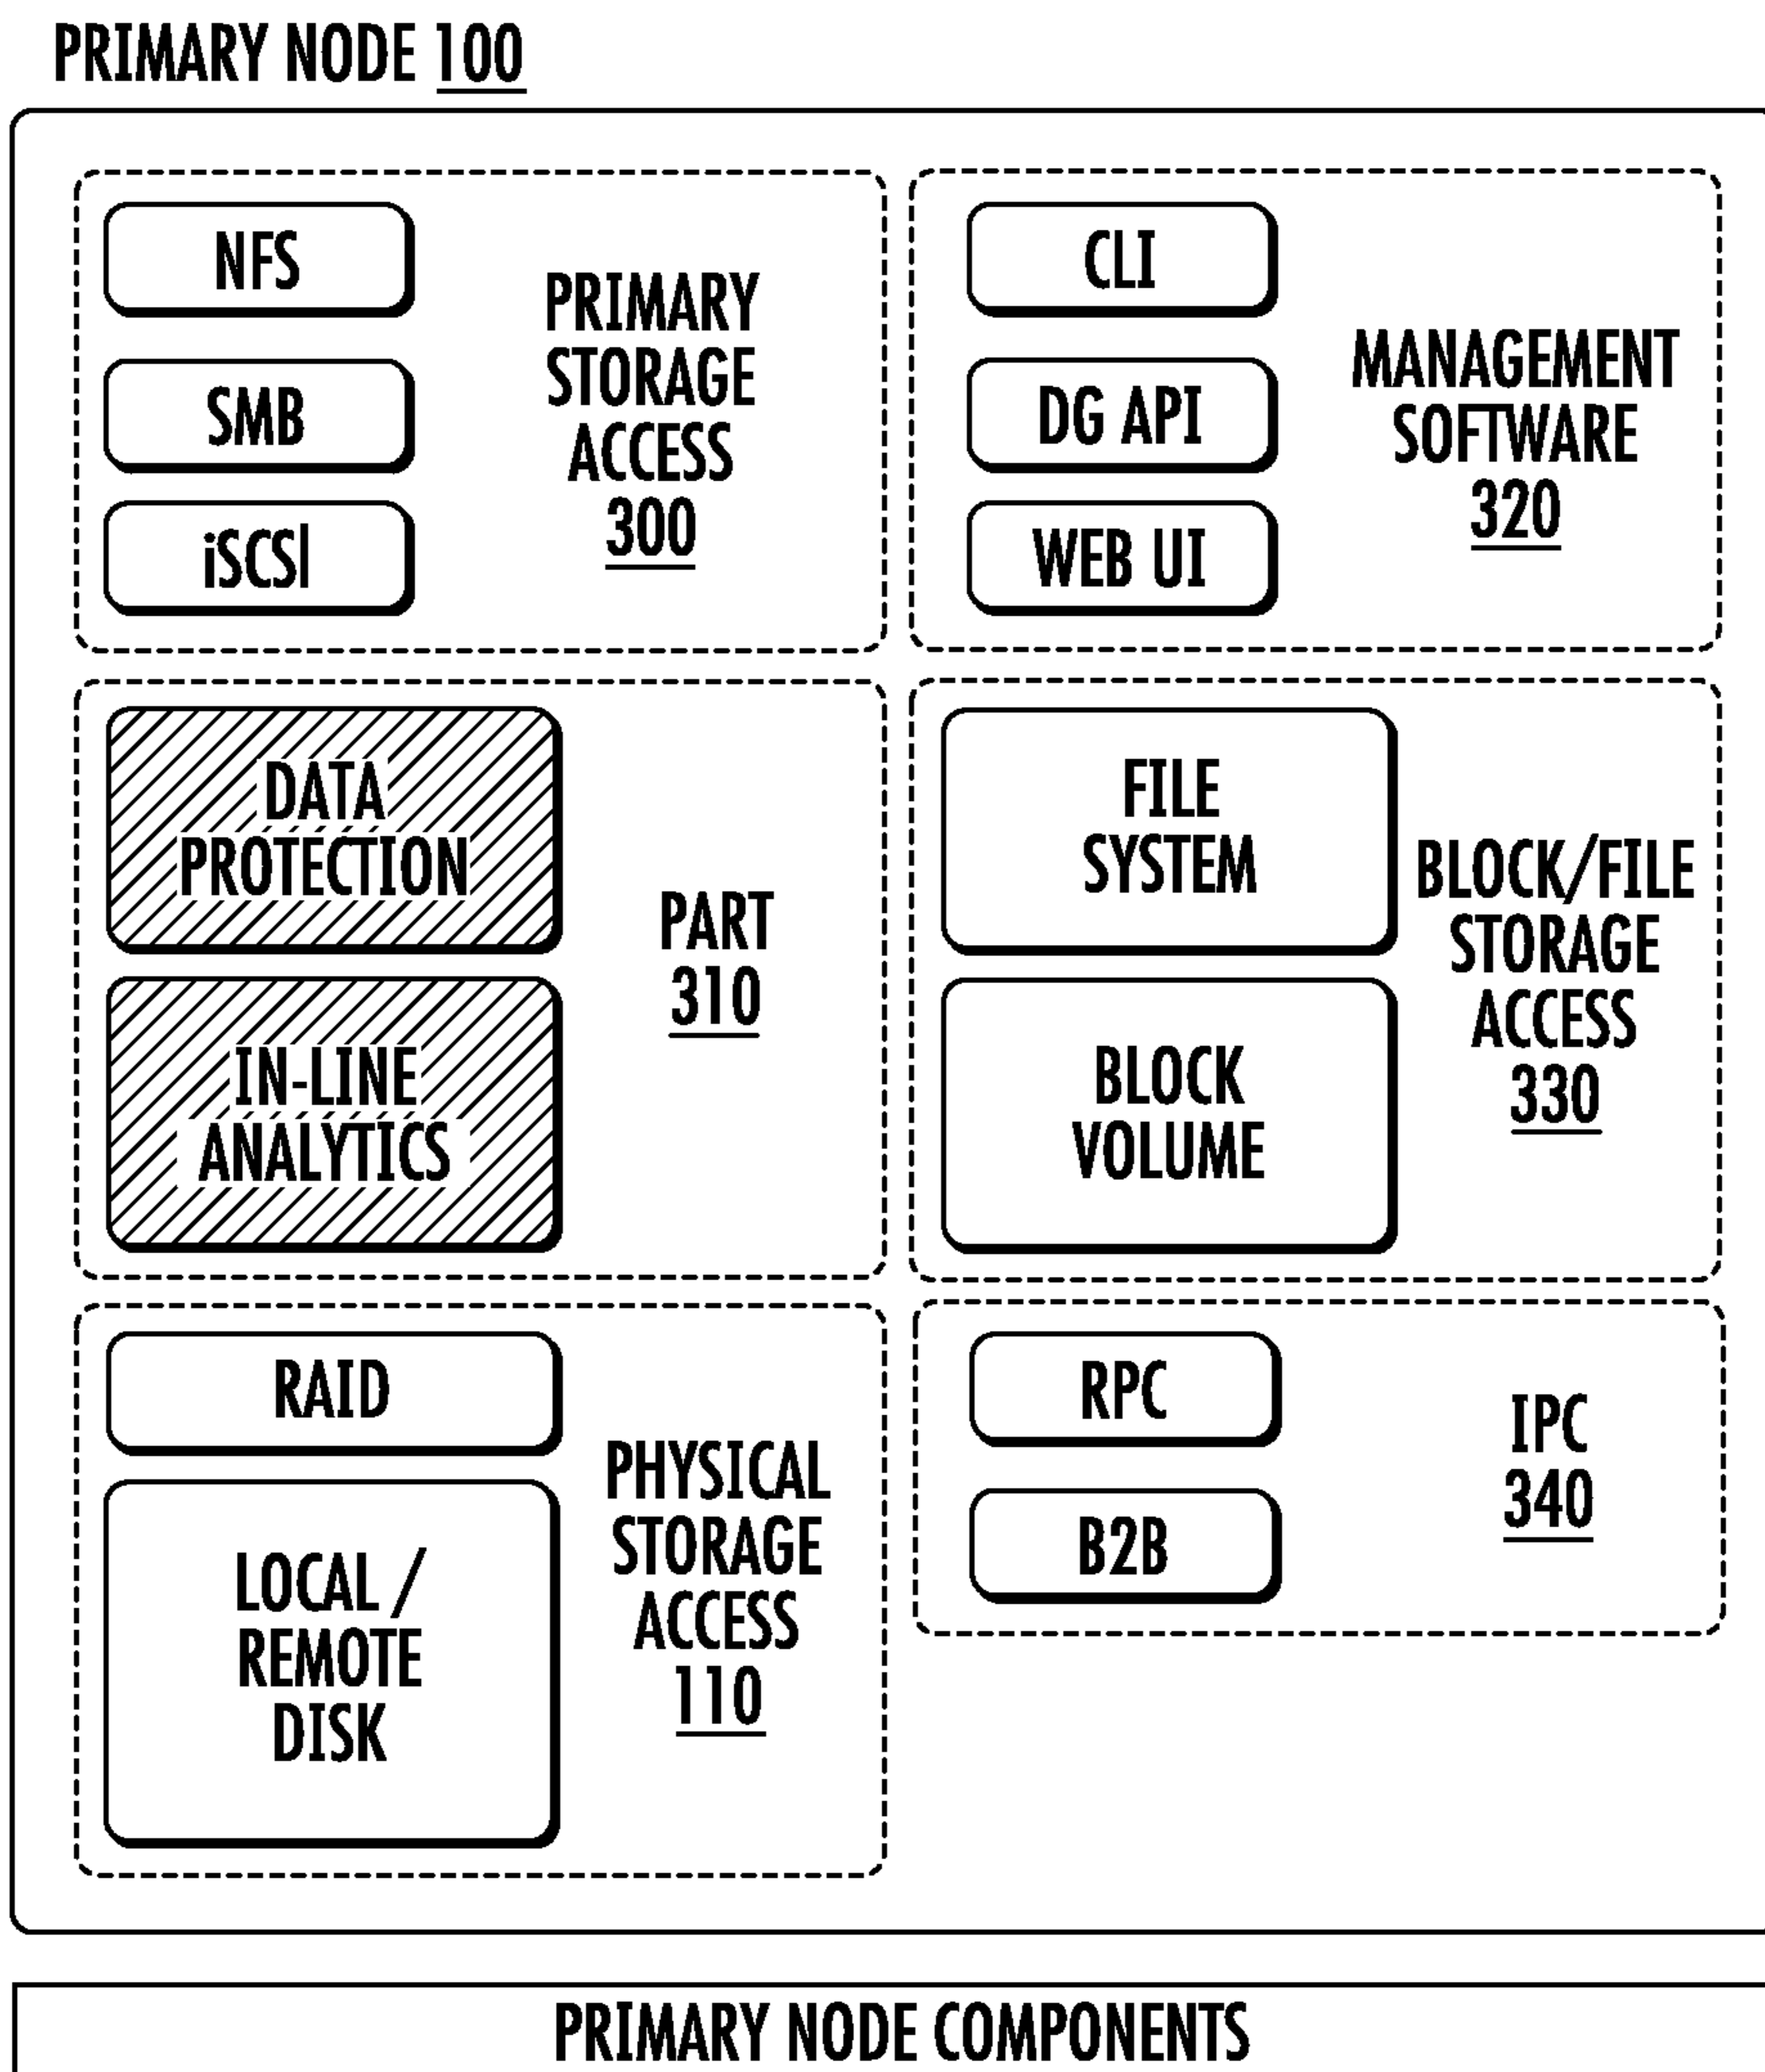 PRIMARY NODE 100
NFS
SMB
iSCSI
PRIMARY
STORAGE
ACCESS
300
CLI
DG API
WEB UI
MANAGEMENT
SOFTWARE
320
DATA
PROTECTION
IN-LINE
ANALYTICS
PART
310
FILE
SYSTEM
BLOCK
VOLUME
BLOCK/FILE
STORAGE
ACCESS
330
RAID
LOCAL /
REMOTE
DISK
PHYSICAL
STORAGE
ACCESS
110
RPC
B2B
IPC
340
PRIMARY NODE COMPONENTS